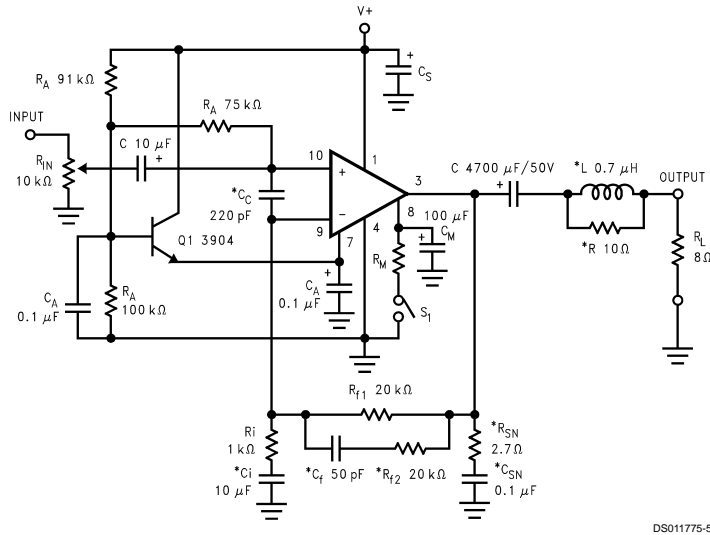 V+
+
C_S
R_A 91 kΩ
R_A 75 kΩ
INPUT
C 10 μF
+
R_IN
10 kΩ
*C_C
220 pF
10
+
1
3
−
9
7
4
8
C 4700 μF/50V
+
*L 0.7 μH
OUTPUT
*R 10Ω
R_L
8Ω
Q1 3904
100 μF
+
C_M
R_M
S_1
+
C_A
0.1 μF
C_A
0.1 μF
R_A
100 kΩ
R_f1 20 kΩ
Ri
1 kΩ
*Ci
10 μF
*C_f 50 pF
*R_f2 20 kΩ
*R_SN
2.7Ω
*C_SN
0.1 μF
DS011775-5